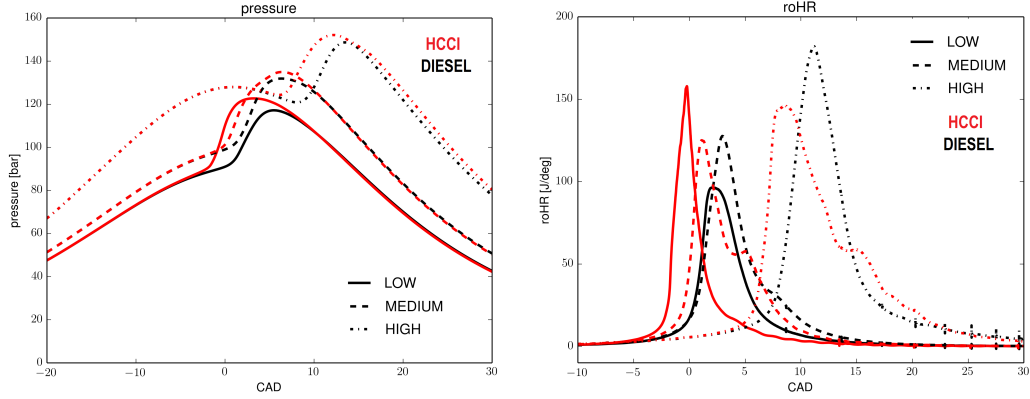 pressure
160
140
120
100
80
60
40
20
0
−20
−10
0
10
20
30
CAD
pressure [bar]
HCCI
DIESEL
LOW
MEDIUM
HIGH
roHR
200
150
100
50
0
−10
−5
0
5
10
15
20
25
30
CAD
roHR [J/deg]
LOW
MEDIUM
HIGH
HCCI
DIESEL